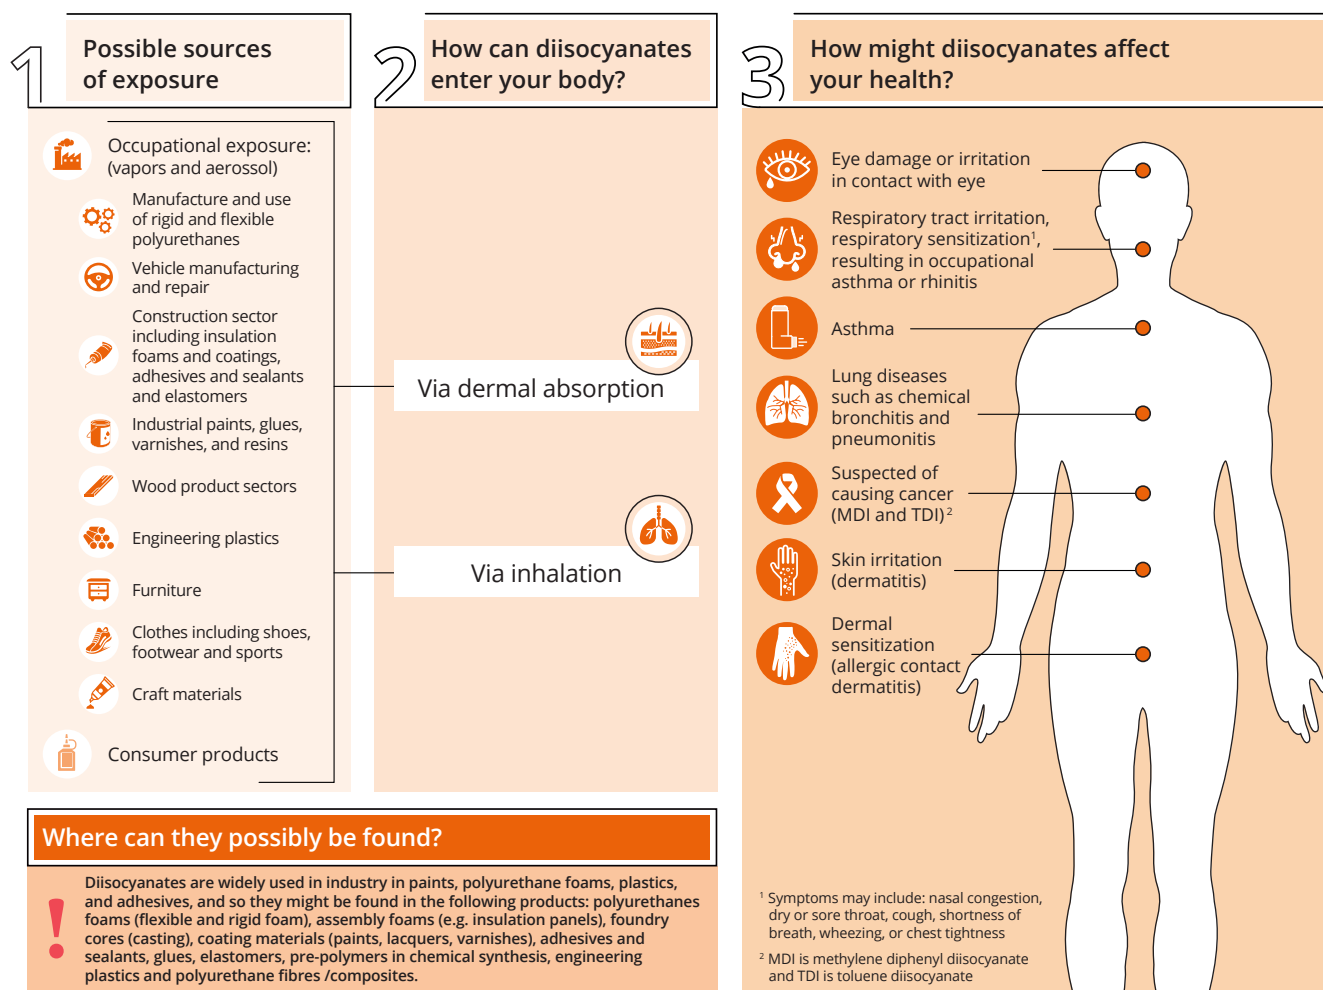 1
Possible sources
of exposure
Occupational exposure:
(vapors and aerossol)
Manufacture and use
of rigid and flexible
polyurethanes
Vehicle manufacturing
and repair
Construction sector
including insulation
foams and coatings,
adhesives and sealants
and elastomers
Industrial paints, glues,
varnishes, and resins
Wood product sectors
Engineering plastics
Furniture
Clothes including shoes,
footwear and sports
Craft materials
Consumer products
2
How can diisocyanates
enter your body?
Via dermal absorption
Via inhalation
3
How might diisocyanates affect
your health?
Eye damage or irritation
in contact with eye
Respiratory tract irritation,
respiratory sensitization¹,
resulting in occupational
asthma or rhinitis
Asthma
Lung diseases
such as chemical
bronchitis and
pneumonitis
Suspected of
causing cancer
(MDI and TDI)²
Skin irritation
(dermatitis)
Dermal
sensitization
(allergic contact
dermatitis)
¹ Symptoms may include: nasal congestion,
dry or sore throat, cough, shortness of
breath, wheezing, or chest tightness
² MDI is methylene diphenyl diisocyanate
and TDI is toluene diisocyanate
Where can they possibly be found?
!
Diisocyanates are widely used in industry in paints, polyurethane foams, plastics,
and adhesives, and so they might be found in the following products: polyurethanes
foams (flexible and rigid foam), assembly foams (e.g. insulation panels), foundry
cores (casting), coating materials (paints, lacquers, varnishes), adhesives and
sealants, glues, elastomers, pre-polymers in chemical synthesis, engineering
plastics and polyurethane fibres /composites.